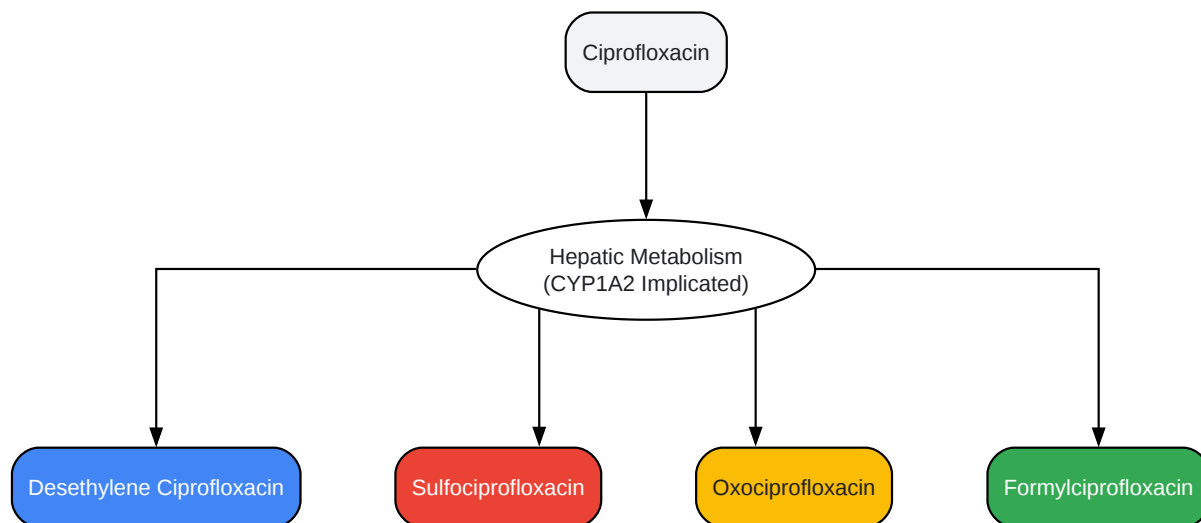 Ciprofloxacin
Hepatic Metabolism
(CYP1A2 Implicated)
Desethylene Ciprofloxacin
Sulfociprofloxacin
Oxociprofloxacin
Formylciprofloxacin